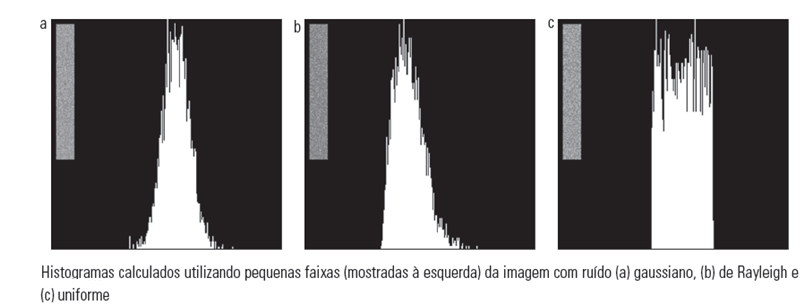 a
b
c
Histogramas calculados utilizando pequenas faixas (mostradas à esquerda) da imagem com ruído (a) gaussiano, (b) de Rayleigh e
(c) uniforme